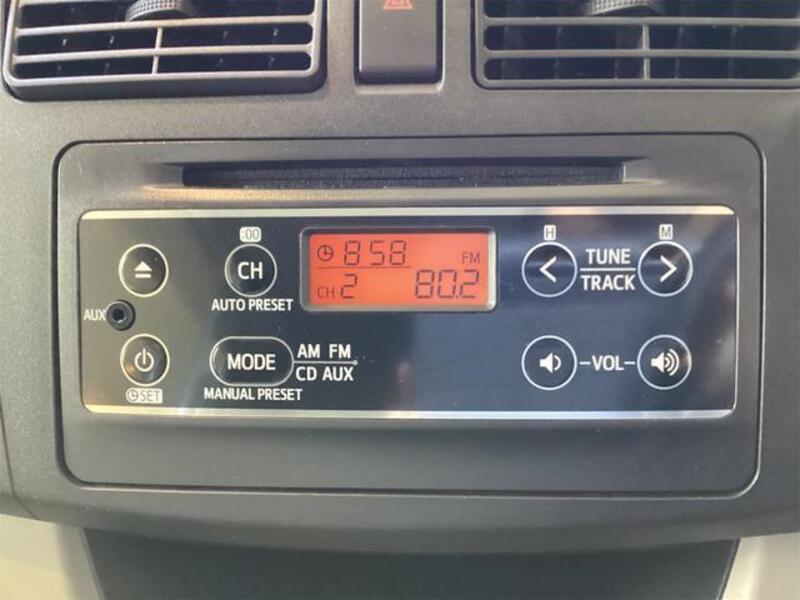 :00
H
M
CH
AUTO PRESET
8 58
FM
CH 2
80.2
TUNE
TRACK
AUX
MODE
AM FM
CD AUX
MANUAL PRESET
SET
VOL